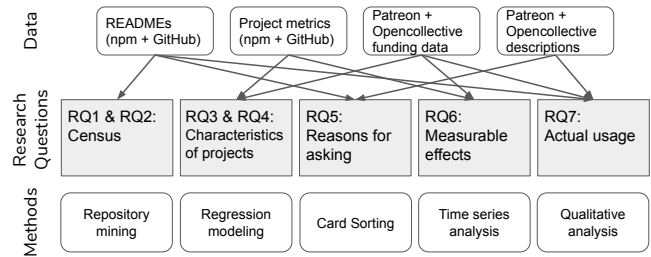 Data
READMEs
(npm + GitHub)
Project metrics
(npm + GitHub)
Patreon +
Opencollective
funding data
Patreon +
Opencollective
descriptions
Research
Questions
RQ1 & RQ2:
Census
RQ3 & RQ4:
Characteristics
of projects
RQ5:
Reasons for
asking
RQ6:
Measurable
effects
RQ7:
Actual usage
Methods
Repository
mining
Regression
modeling
Card Sorting
Time series
analysis
Qualitative
analysis